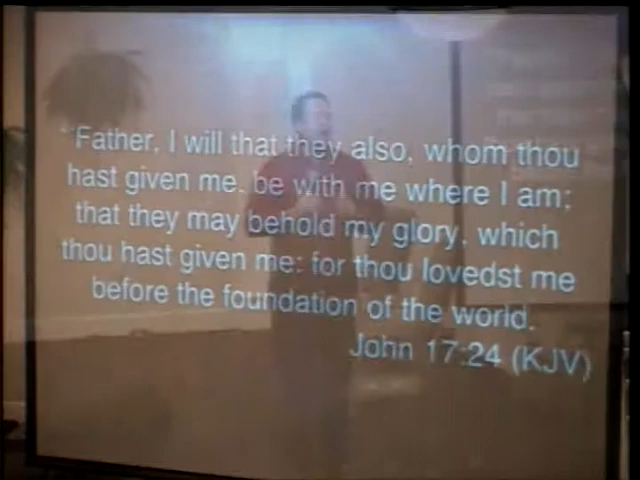 "Father, I will that they also, whom thou
hast given me, be with me where I am;
that they may behold my glory, which
thou hast given me: for thou lovedst me
before the foundation of the world.
John 17:24 (KJV)